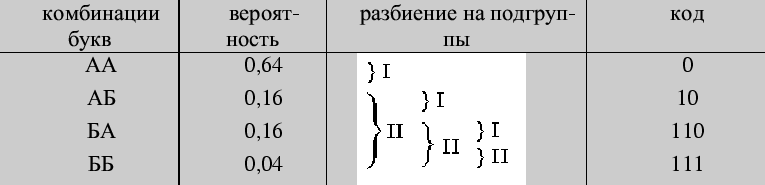 комбинации вероят- разбиение на подгруп- код
букв ность пы
АА 0,64 } I 0
АБ 0,16 } I 10
БА 0,16 } II } II } I 110
ББ 0,04 } II 111